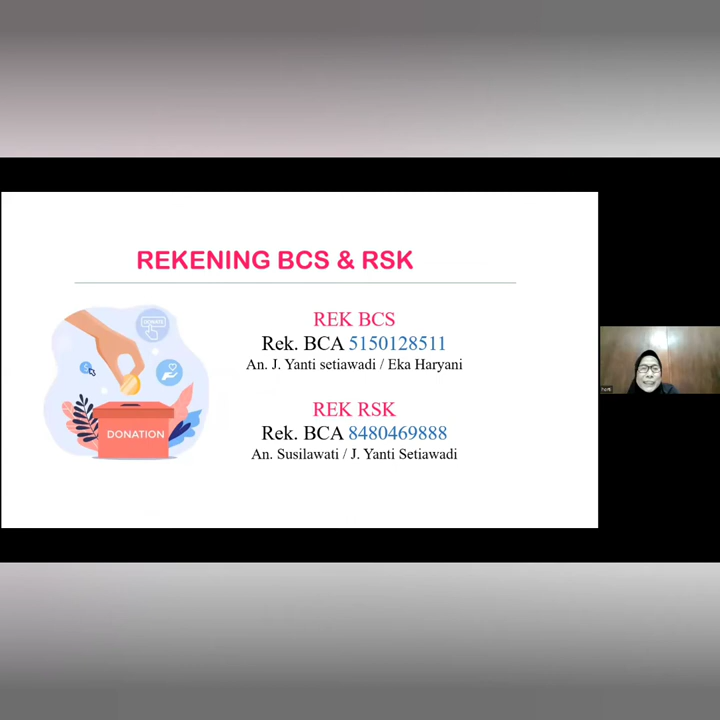 REKENING BCS & RSK
DONATE
REK BCS
Rek. BCA 5150128511
An. J. Yanti setiawadi / Eka Haryani
DONATION
REK RSK
Rek. BCA 8480469888
An. Susilawati / J. Yanti Setiawadi